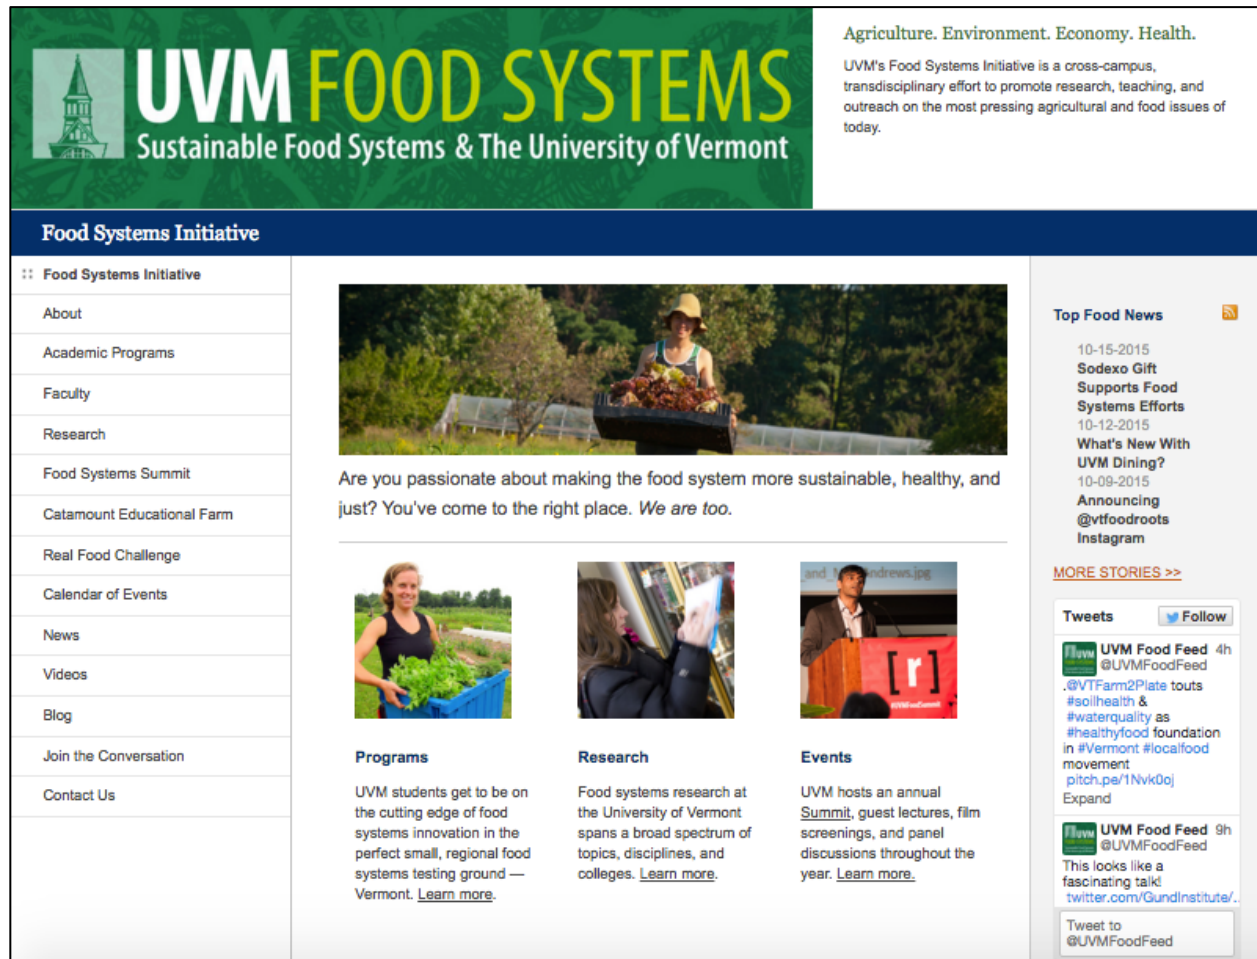 UVM FOOD SYSTEMS
Sustainable Food Systems & The University of Vermont
Agriculture. Environment. Economy. Health.
UVM's Food Systems Initiative is a cross-campus,
transdisciplinary effort to promote research, teaching, and
outreach on the most pressing agricultural and food issues of
today.
Food Systems Initiative
Food Systems Initiative
About
Academic Programs
Faculty
Research
Food Systems Summit
Catamount Educational Farm
Real Food Challenge
Calendar of Events
News
Videos
Blog
Join the Conversation
Contact Us
Are you passionate about making the food system more sustainable, healthy, and
just? You've come to the right place. We are too.
Programs
UVM students get to be on
the cutting edge of food
systems innovation in the
perfect small, regional food
systems testing ground —
Vermont. Learn more.
Research
Food systems research at
the University of Vermont
spans a broad spectrum of
topics, disciplines, and
colleges. Learn more.
[r]
#UVMFoodSummit
Events
UVM hosts an annual
Summit, guest lectures, film
screenings, and panel
discussions throughout the
year. Learn more.
Top Food News
10-15-2015
Sodexo Gift
Supports Food
Systems Efforts
10-12-2015
What's New With
UVM Dining?
10-09-2015
Announcing
@vtfoodroots
Instagram
MORE STORIES >>
Tweets
Follow
UVM Food Feed 4h
@UVMFoodFeed
.@VTFarm2Plate touts
#soilhealth &
#waterquality as
#healthyfood foundation
in #Vermont #localfood
movement
pitch.pe/1Nvk0oj
Expand
UVM Food Feed 9h
@UVMFoodFeed
This looks like a
fascinating talk!
twitter.com/GundInstitute/...
Tweet to
@UVMFoodFeed